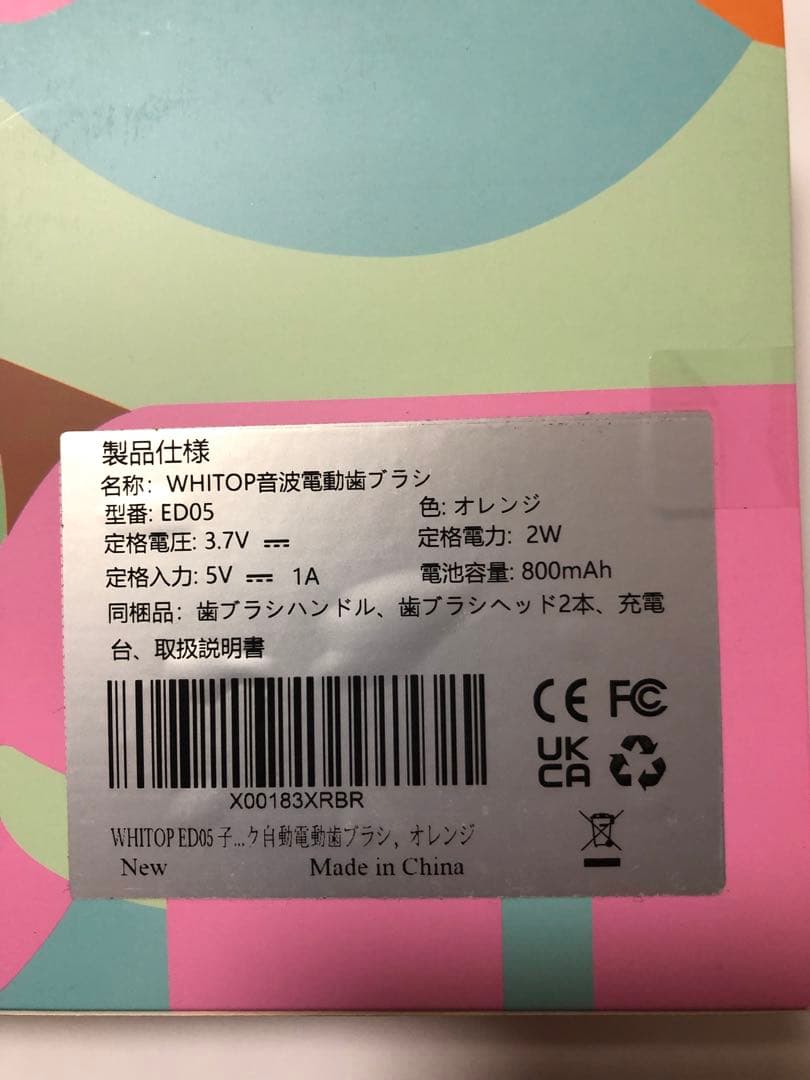 製品仕様
名称: WHITOP音波電動歯ブラシ
型番: ED05 色: オレンジ
定格電圧: 3.7V ⎓ 定格電力: 2W
定格入力: 5V ⎓ 1A 電池容量: 800mAh
同梱品: 歯ブラシハンドル、歯ブラシヘッド2本、充電
台、取扱説明書
CE FC
UK
CA
X00183XRBR
WHITOP ED05 子...ク自動電動歯ブラシ, オレンジ
New Made in China